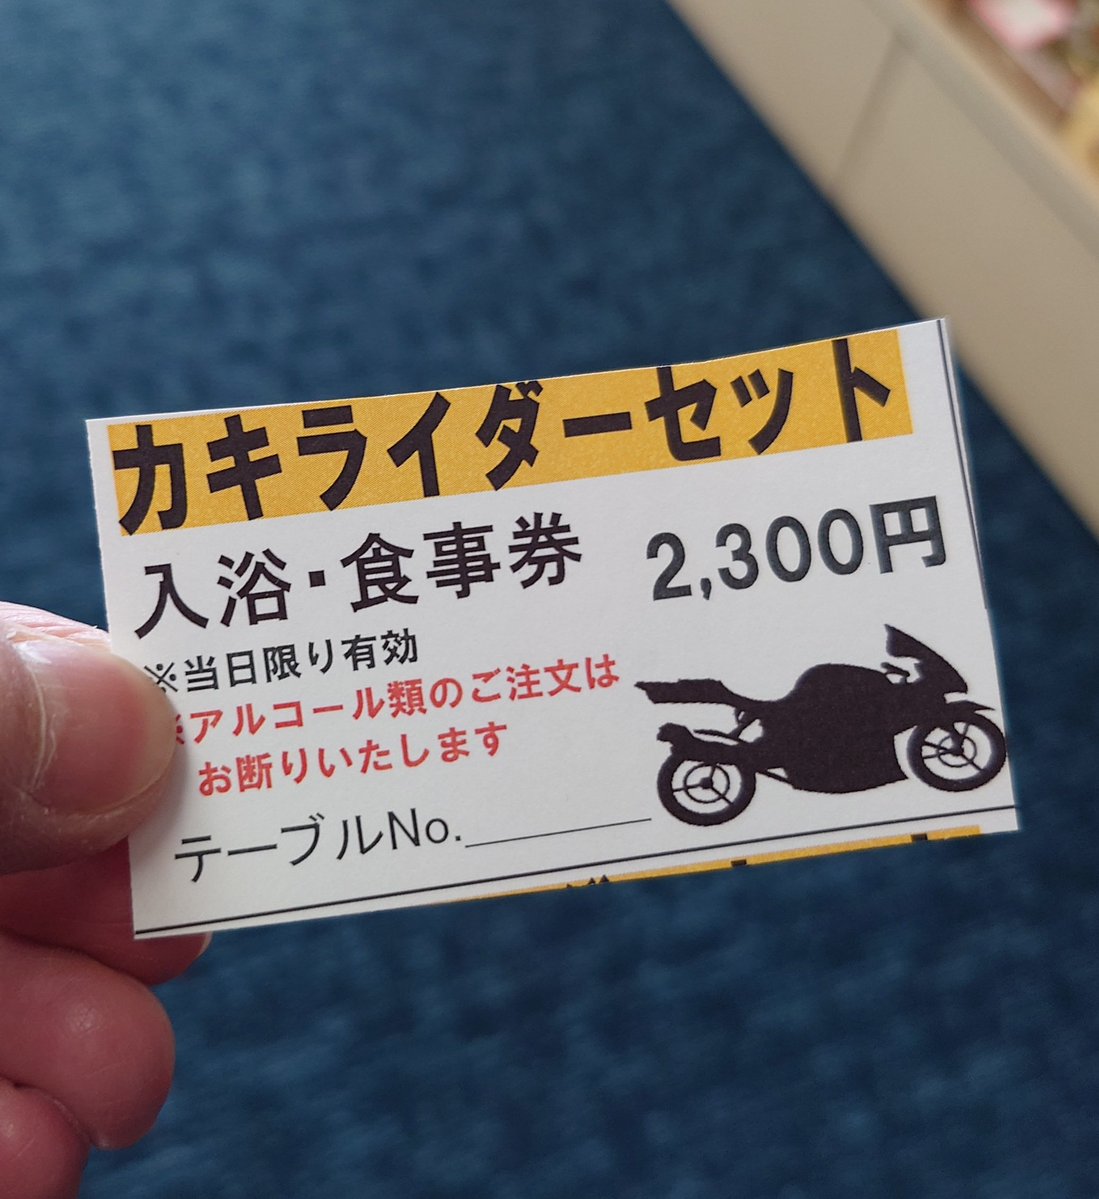 カキライダーセット
入浴・食事券 2,300円
※当日限り有効
※アルコール類のご注文は
お断りいたします
テーブルNo.